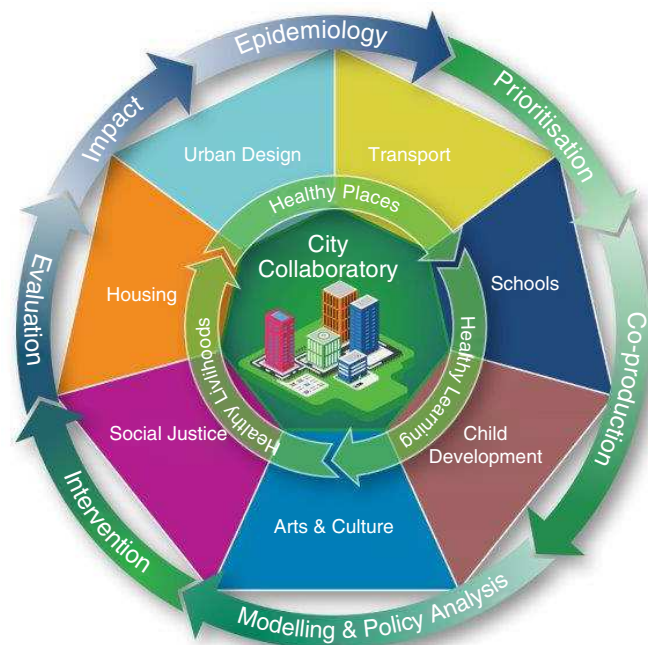 Epidemiology
Prioritisation
Co-production
Modelling & Policy Analysis
Intervention
Evaluation
Impact
Urban Design
Transport
Schools
Child
Development
Arts & Culture
Social Justice
Housing
Healthy Places
Healthy Learning
Healthy Livlihoods
City
Collaboratory